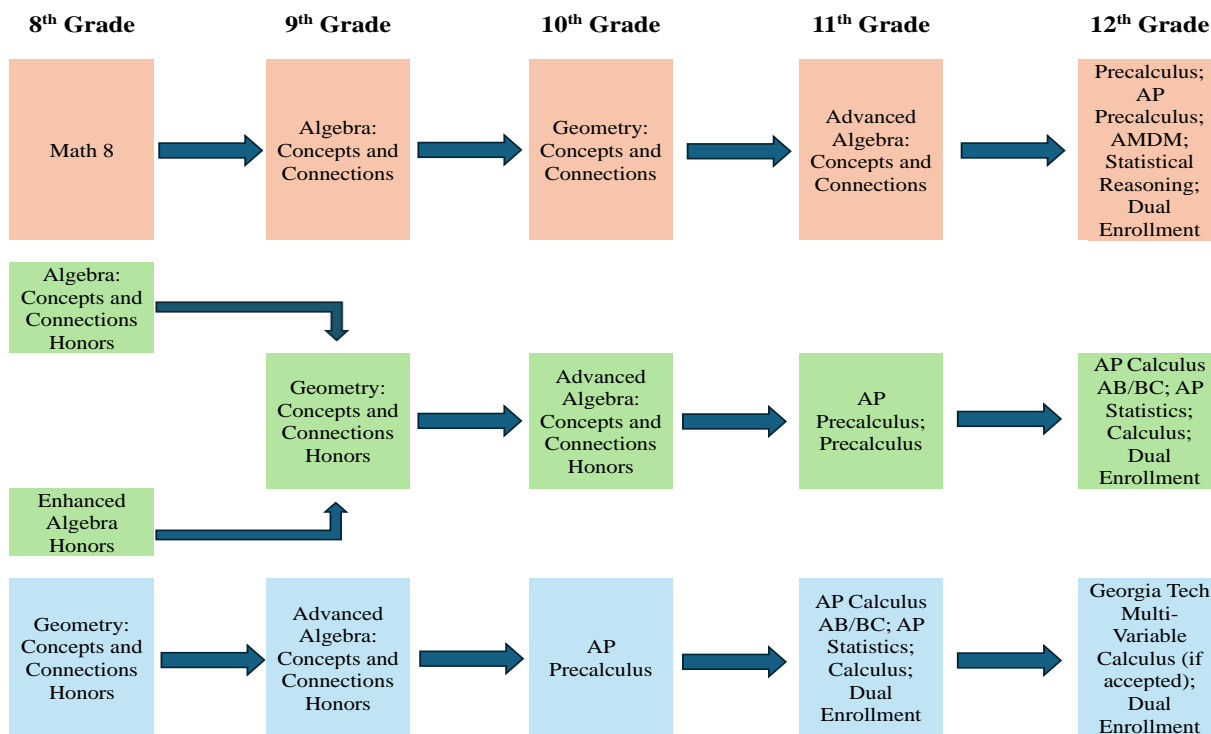 8th Grade
9th Grade
10th Grade
11th Grade
12th Grade
Math 8
Algebra:
Concepts and
Connections
Geometry:
Concepts and
Connections
Advanced
Algebra:
Concepts and
Connections
Precalculus;
AP
Precalculus;
AMDM;
Statistical
Reasoning;
Dual
Enrollment
Algebra:
Concepts and
Connections
Honors
Enhanced
Algebra
Honors
Geometry:
Concepts and
Connections
Honors
Advanced
Algebra:
Concepts and
Connections
Honors
AP
Precalculus;
Precalculus
AP Calculus
AB/BC; AP
Statistics;
Calculus;
Dual
Enrollment
Geometry:
Concepts and
Connections
Honors
Advanced
Algebra:
Concepts and
Connections
Honors
AP
Precalculus
AP Calculus
AB/BC; AP
Statistics;
Calculus;
Dual
Enrollment
Georgia Tech
Multi-
Variable
Calculus (if
accepted);
Dual
Enrollment